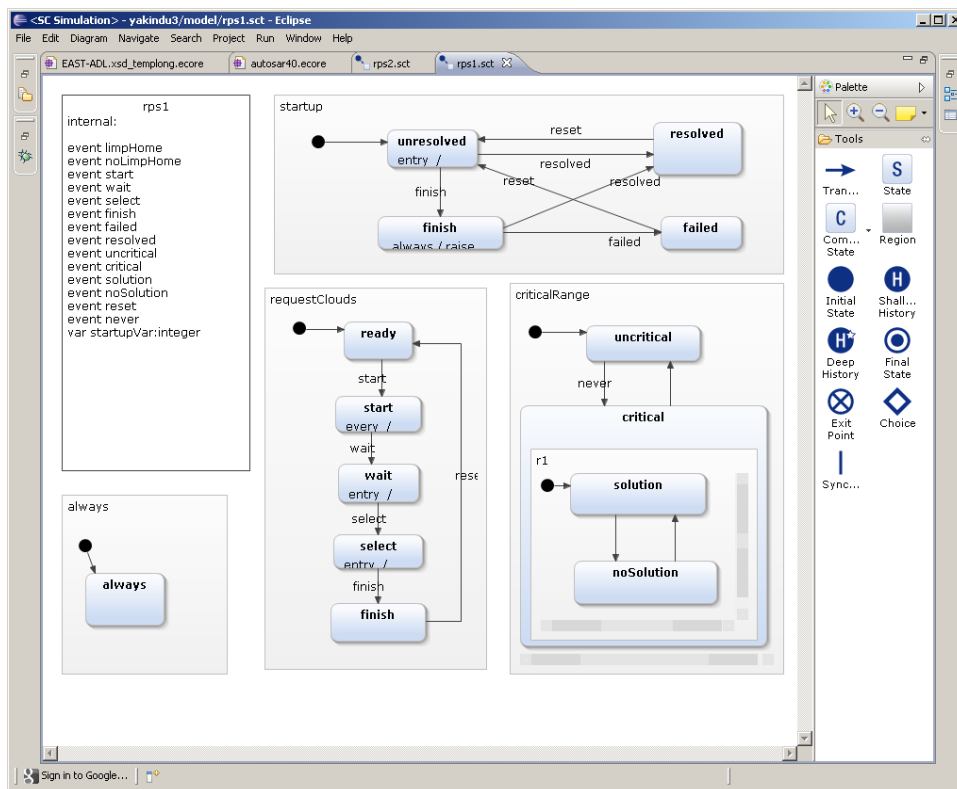 <SC Simulation> - yakindu3/model/rps1.sct - Eclipse
File Edit Diagram Navigate Search Project Run Window Help
EAST-ADL.xsd_templong.ecore autosar40.ecore rps2.sct rps1.sct
rps1
internal:
event limpHome
event noLimpHome
event start
event wait
event select
event finish
event failed
event resolved
event uncritical
event critical
event solution
event noSolution
event reset
event never
var startupVar:integer
startup
unresolved
entry /
reset
resolved
resolved
finish
reset
resolved
finish
always / raise
failed
failed
requestClouds
ready
start
start
every /
wait
wait
entry /
rese
select
select
entry /
finish
finish
criticalRange
uncritical
never
critical
r1
solution
noSolution
always
always
Palette
Tools
Tran...
State
Com...
State
Region
Initial
State
Shall...
History
Deep
History
Final
State
Exit
Point
Choice
Sync...
Sign in to Google...